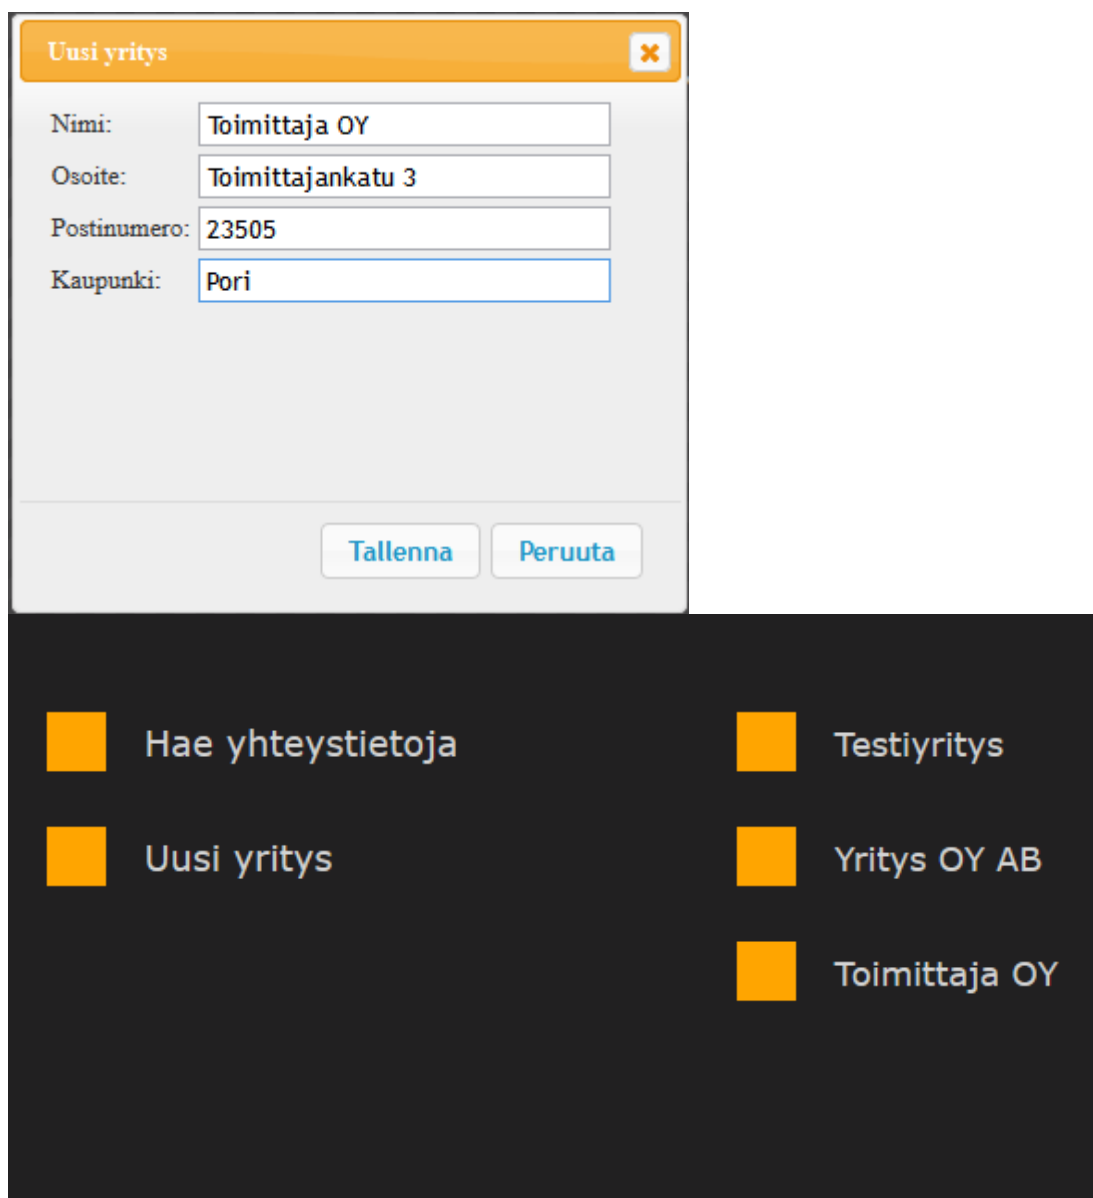 Uusi yritys
Nimi: Toimittaja OY
Osoite: Toimittajankatu 3
Postinumero: 23505
Kaupunki: Pori
Tallenna Peruuta
Hae yhteystietoja Testiyritys
Uusi yritys Yritys OY AB
Toimittaja OY